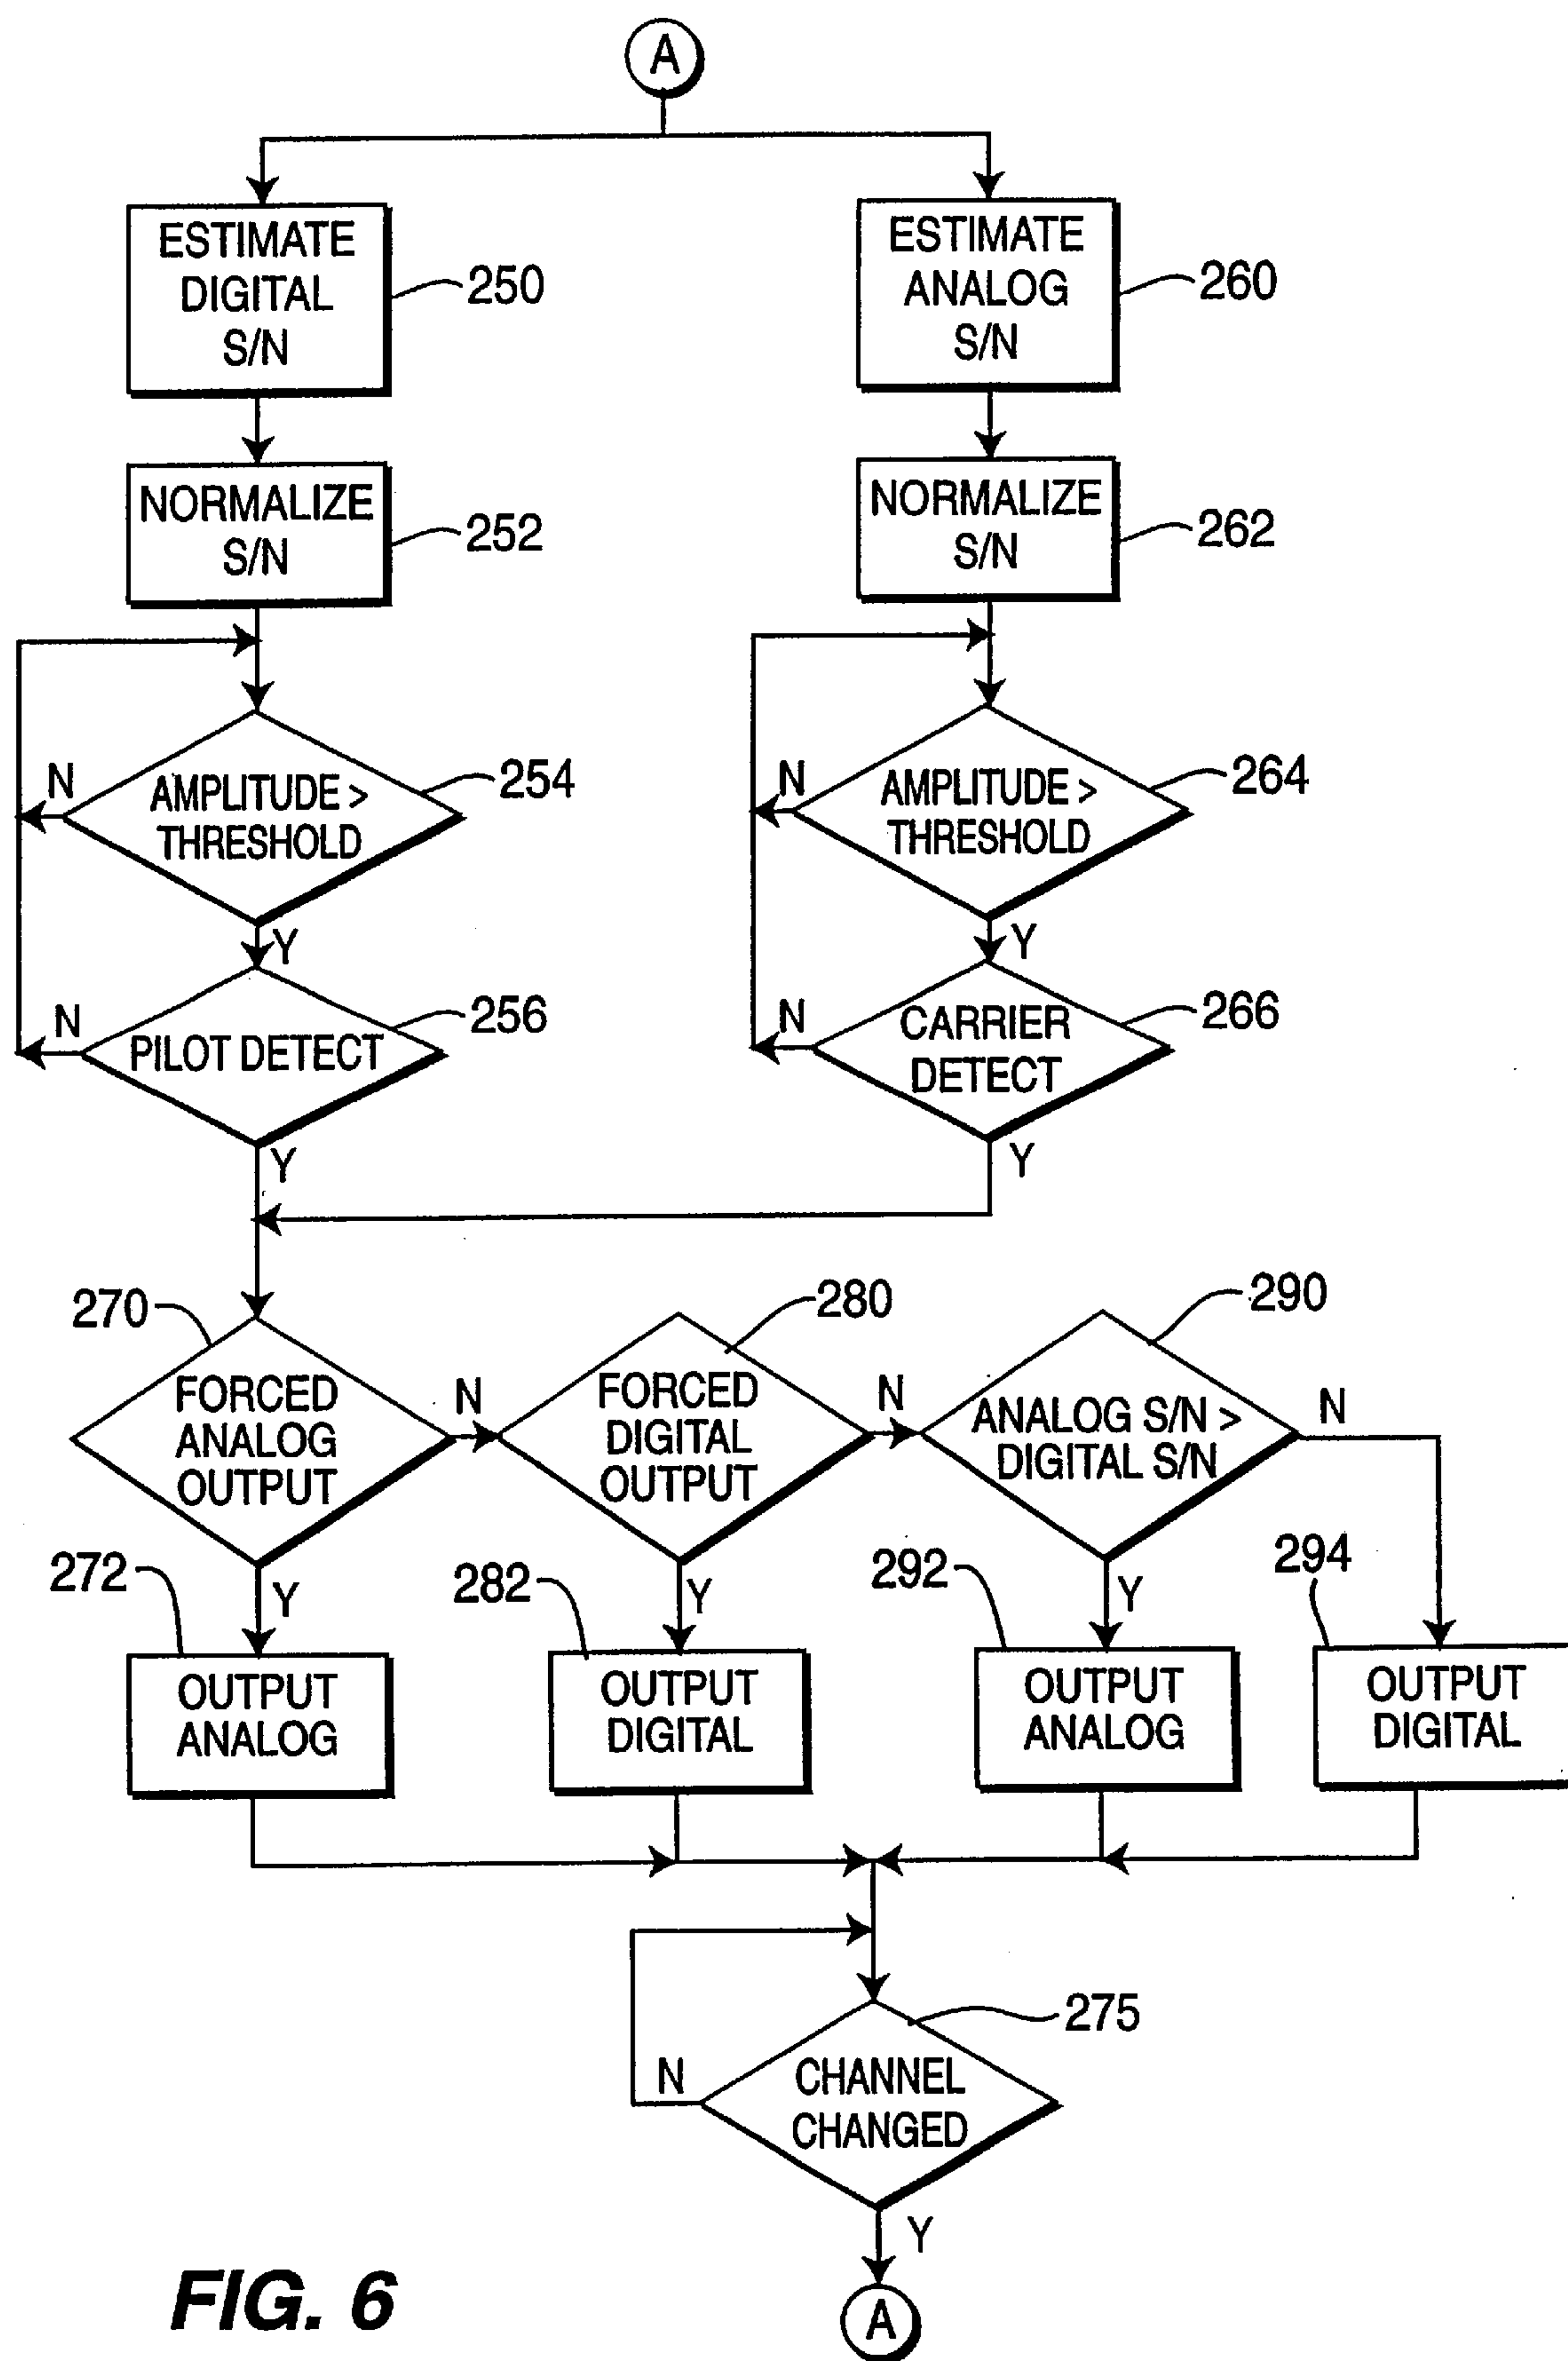 A
ESTIMATE
DIGITAL
S/N
250
ESTIMATE
ANALOG
S/N
260
NORMALIZE
S/N
252
NORMALIZE
S/N
262
AMPLITUDE >
THRESHOLD
N
254
Y
AMPLITUDE >
THRESHOLD
N
264
Y
PILOT DETECT
N
256
Y
CARRIER
DETECT
N
266
Y
270
FORCED
ANALOG
OUTPUT
N
Y
280
FORCED
DIGITAL
OUTPUT
N
Y
290
ANALOG S/N >
DIGITAL S/N
N
Y
272
OUTPUT
ANALOG
282
OUTPUT
DIGITAL
292
OUTPUT
ANALOG
294
OUTPUT
DIGITAL
275
CHANNEL
CHANGED
N
Y
A
FIG. 6